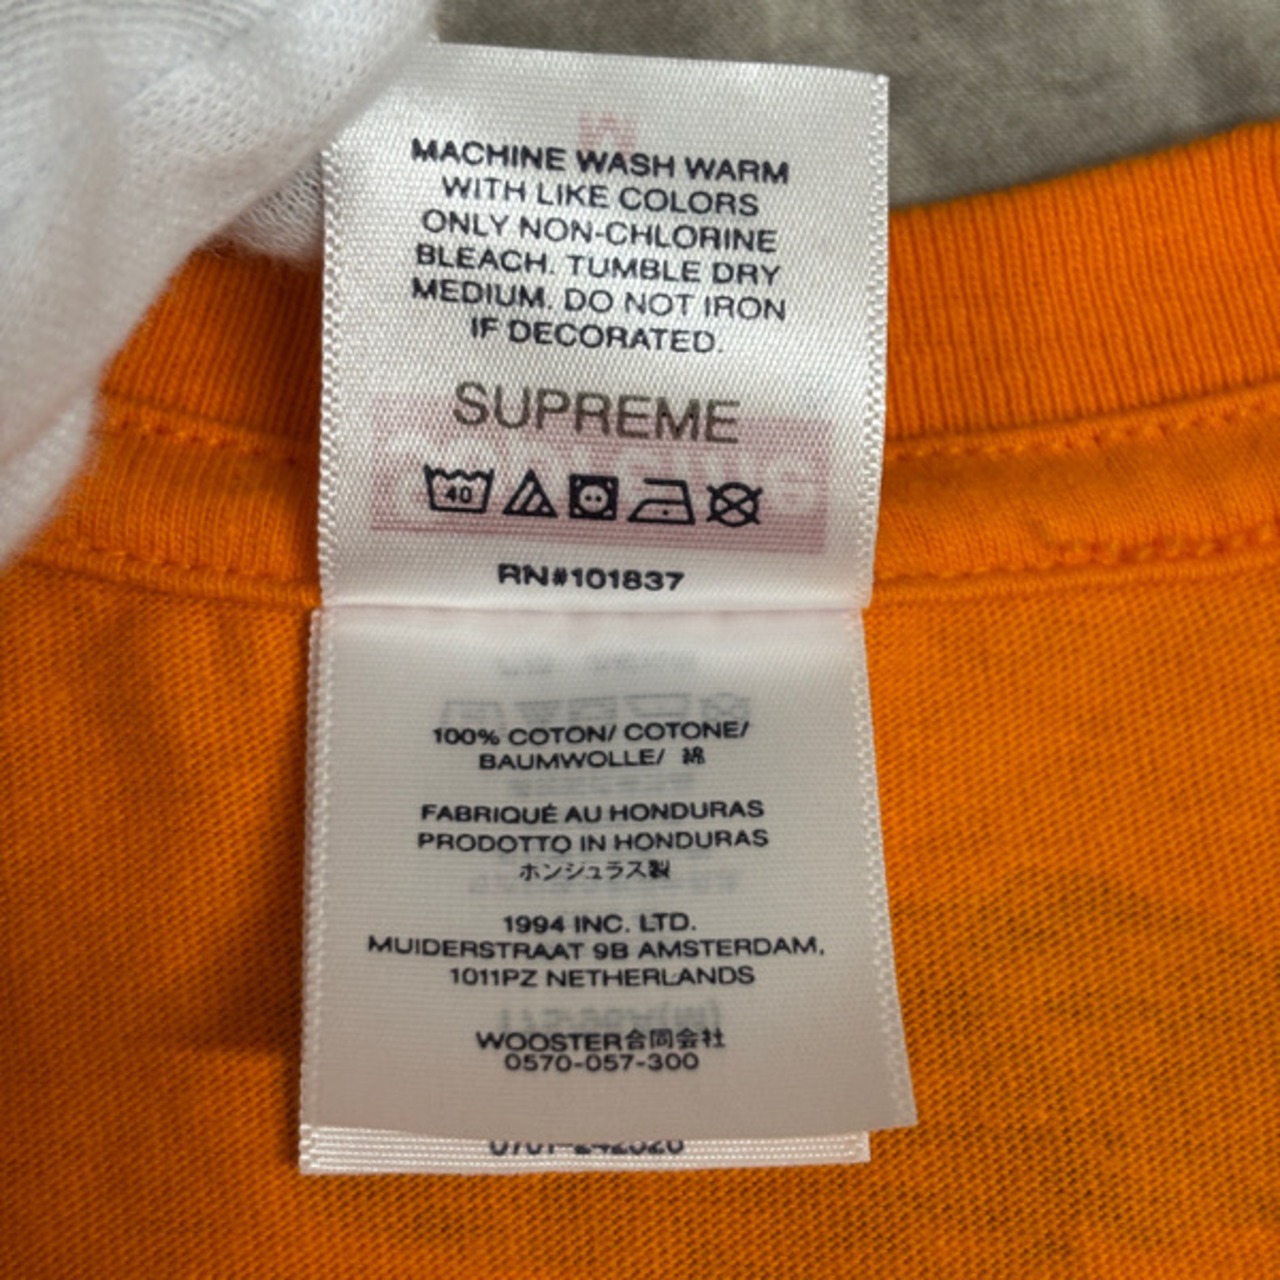 MACHINE WASH WARM
WITH LIKE COLORS
ONLY NON-CHLORINE
BLEACH. TUMBLE DRY
MEDIUM. DO NOT IRON
IF DECORATED.
SUPREME
40
RN#101837
100% COTON/ COTONE/
BAUMWOLLE/ 綿
FABRIQUÉ AU HONDURAS
PRODOTTO IN HONDURAS
ホンジュラス製
1994 INC. LTD.
MUIDERSTRAAT 9B AMSTERDAM,
1011PZ NETHERLANDS
WOOSTER合同会社
0570-057-300